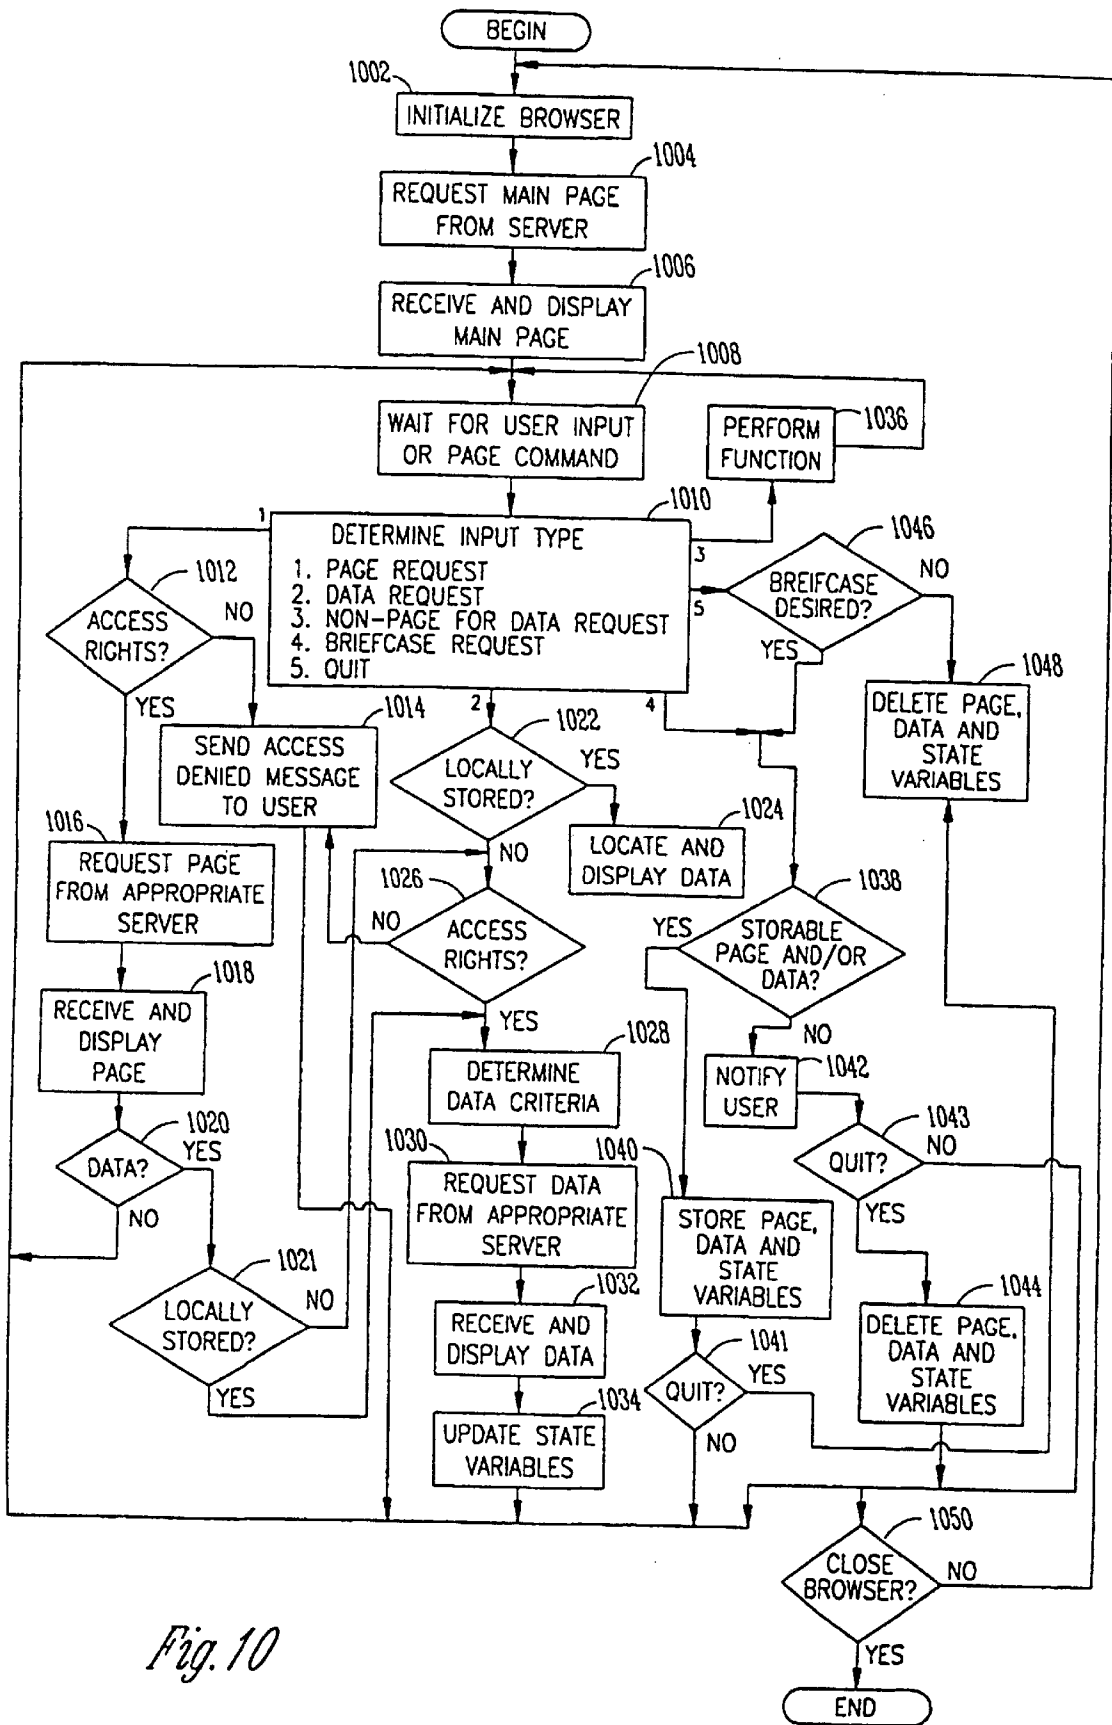 BEGIN
1002
INITIALIZE BROWSER
1004
REQUEST MAIN PAGE
FROM SERVER
1006
RECEIVE AND DISPLAY
MAIN PAGE
1008
WAIT FOR USER INPUT
OR PAGE COMMAND
1036
PERFORM
FUNCTION
1010
DETERMINE INPUT TYPE
1. PAGE REQUEST
2. DATA REQUEST
3. NON-PAGE FOR DATA REQUEST
4. BRIEFCASE REQUEST
5. QUIT
1
3
5
2
4
1012
ACCESS
RIGHTS?
NO
YES
1046
BREIFCASE
DESIRED?
NO
YES
1014
SEND ACCESS
DENIED MESSAGE
TO USER
1022
LOCALLY
STORED?
YES
NO
1048
DELETE PAGE,
DATA AND
STATE
VARIABLES
1016
REQUEST PAGE
FROM APPROPRIATE
SERVER
1024
LOCATE AND
DISPLAY DATA
1026
ACCESS
RIGHTS?
NO
YES
1038
STORABLE
PAGE AND/OR
DATA?
YES
NO
1018
RECEIVE AND
DISPLAY
PAGE
1028
DETERMINE
DATA CRITERIA
1042
NOTIFY
USER
1020
DATA?
YES
NO
1030
REQUEST DATA
FROM APPROPRIATE
SERVER
1040
STORE PAGE,
DATA AND
STATE
VARIABLES
1043
QUIT?
NO
YES
1021
LOCALLY
STORED?
NO
YES
1032
RECEIVE AND
DISPLAY DATA
1041
QUIT?
YES
NO
1044
DELETE PAGE,
DATA AND
STATE
VARIABLES
1034
UPDATE STATE
VARIABLES
1050
CLOSE
BROWSER?
NO
YES
END
Fig. 10